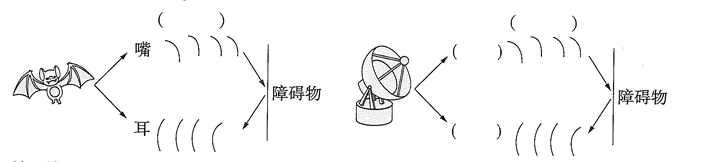 (    )    (    )
嘴    (    )
障碍物    障碍物
耳    (    )